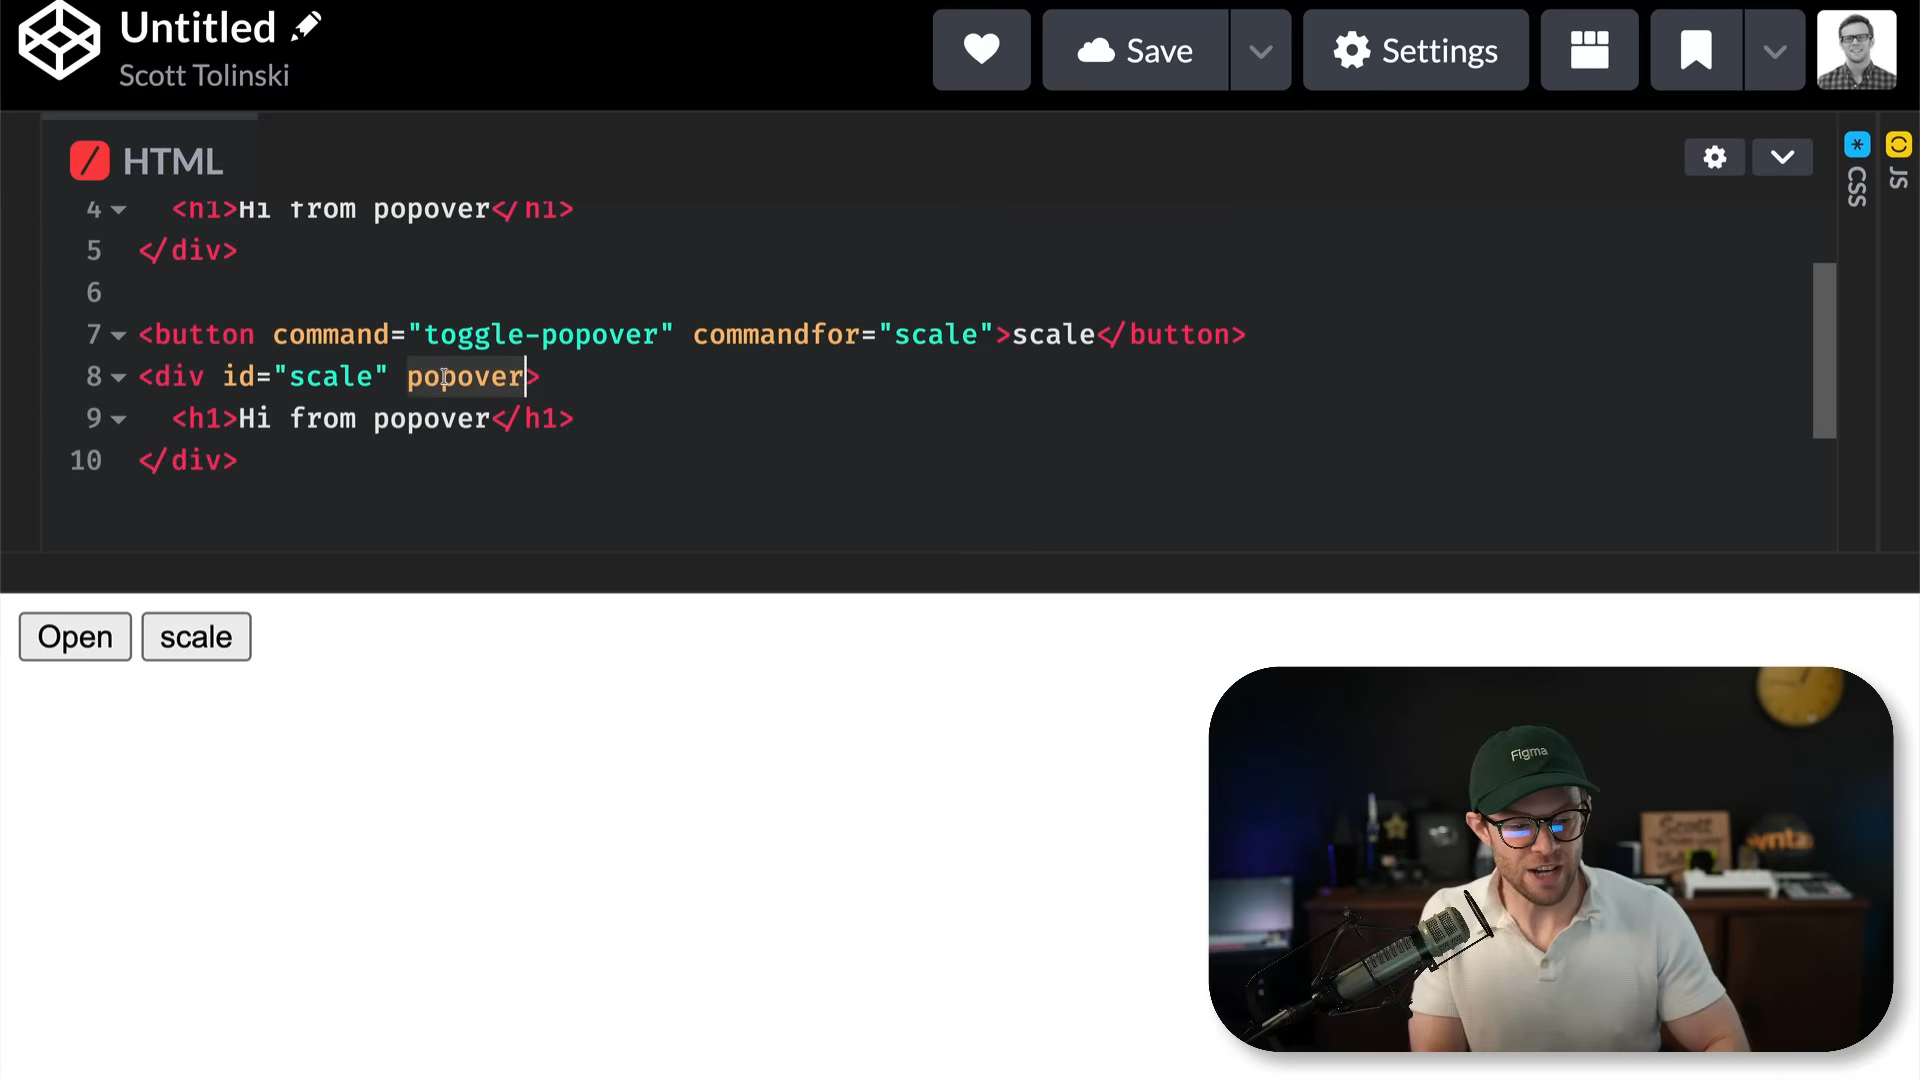 Untitled
Scott Tolinski
Save
Settings
HTML
CSS
JS
4 <h1>Hi from popover</h1>
5 </div>
6
7 <button command="toggle-popover" commandfor="scale">scale</button>
8 <div id="scale" popover>
9 <h1>Hi from popover</h1>
10 </div>
Open
scale
Figma
Scott